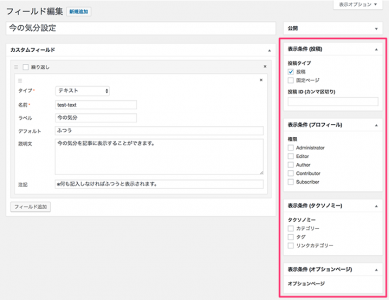 フィールド編集 新規追加
表示オプション
今の気分設定
カスタムフィールド
繰り返し
タイプ* テキスト
名前* test-text
ラベル 今の気分
デフォルト ふつう
説明文 今の気分を記事に表示することができます。
注記 ※何も記入しなければふつうと表示されます。
フィールド追加
公開
表示条件 (投稿)
投稿タイプ
投稿
固定ページ
投稿 ID (カンマ区切り)
表示条件 (プロフィール)
権限
Administrator
Editor
Author
Contributor
Subscriber
表示条件 (タクソノミー)
タクソノミー
カテゴリー
タグ
リンクカテゴリー
表示条件 (オプションページ)
オプションページ